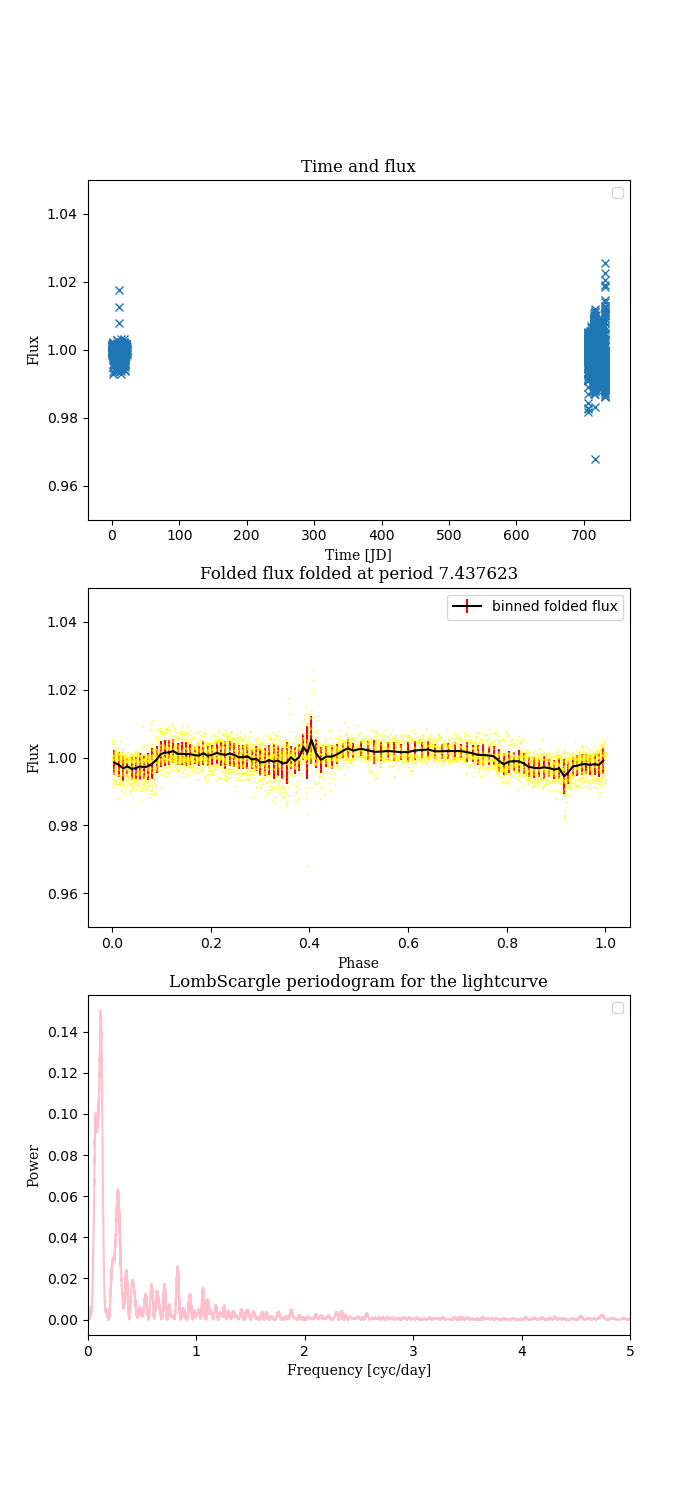 Time and flux
1.04
1.02
1.00
0.98
0.96
Flux
0 100 200 300 400 500 600 700
Time [JD]
Folded flux folded at period 7.437623
binned folded flux
1.04
1.02
1.00
0.98
0.96
Flux
0.0 0.2 0.4 0.6 0.8 1.0
Phase
LombScargle periodogram for the lightcurve
0.14
0.12
0.10
0.08
0.06
0.04
0.02
0.00
Power
0 1 2 3 4 5
Frequency [cyc/day]